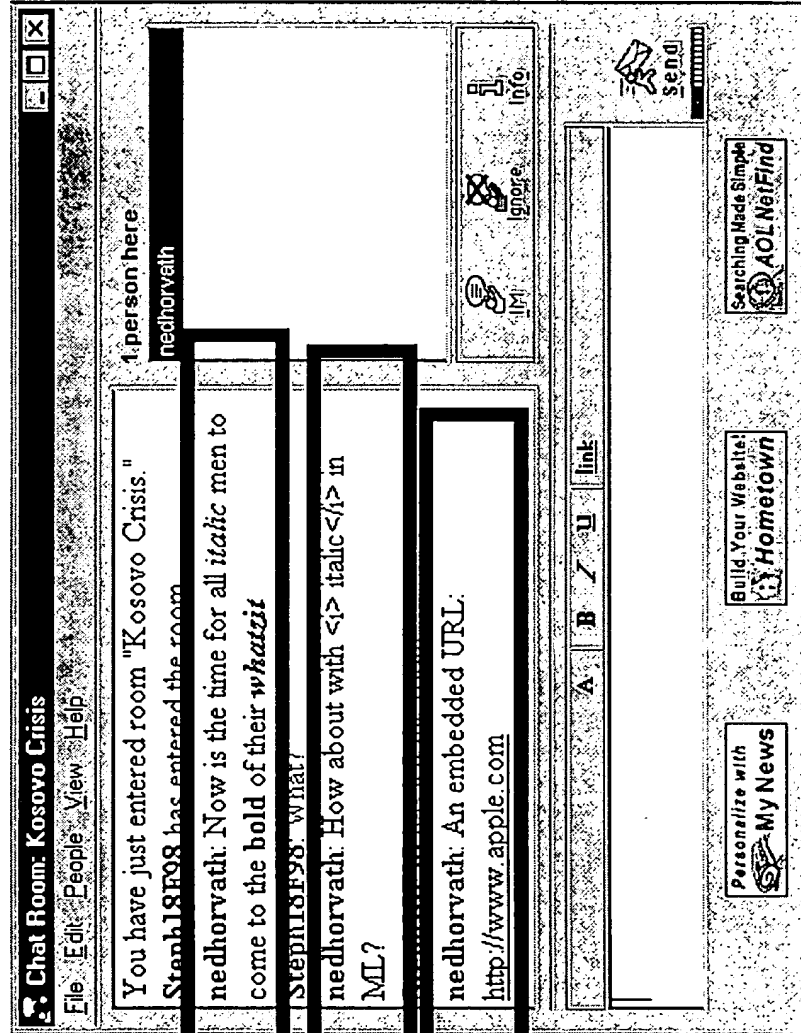 Chat Room: Kosovo Crisis
File Edit People View Help
You have just entered room "Kosovo Crisis."
Steph18F98 has entered the room
nedhorvath: Now is the time for all italic men to
come to the bold of their whatzit
Steph18F98: What?
nedhorvath: How about with <i> italic</i> in
ML?
nedhorvath: An embedded URL:
http://www.apple.com
1 person here
nedhorvath
IM Ignore Info
A B I U link
Send
Personalize with
My News
Build Your Website!
Hometown
Searching Made Simple
AOL NetFind